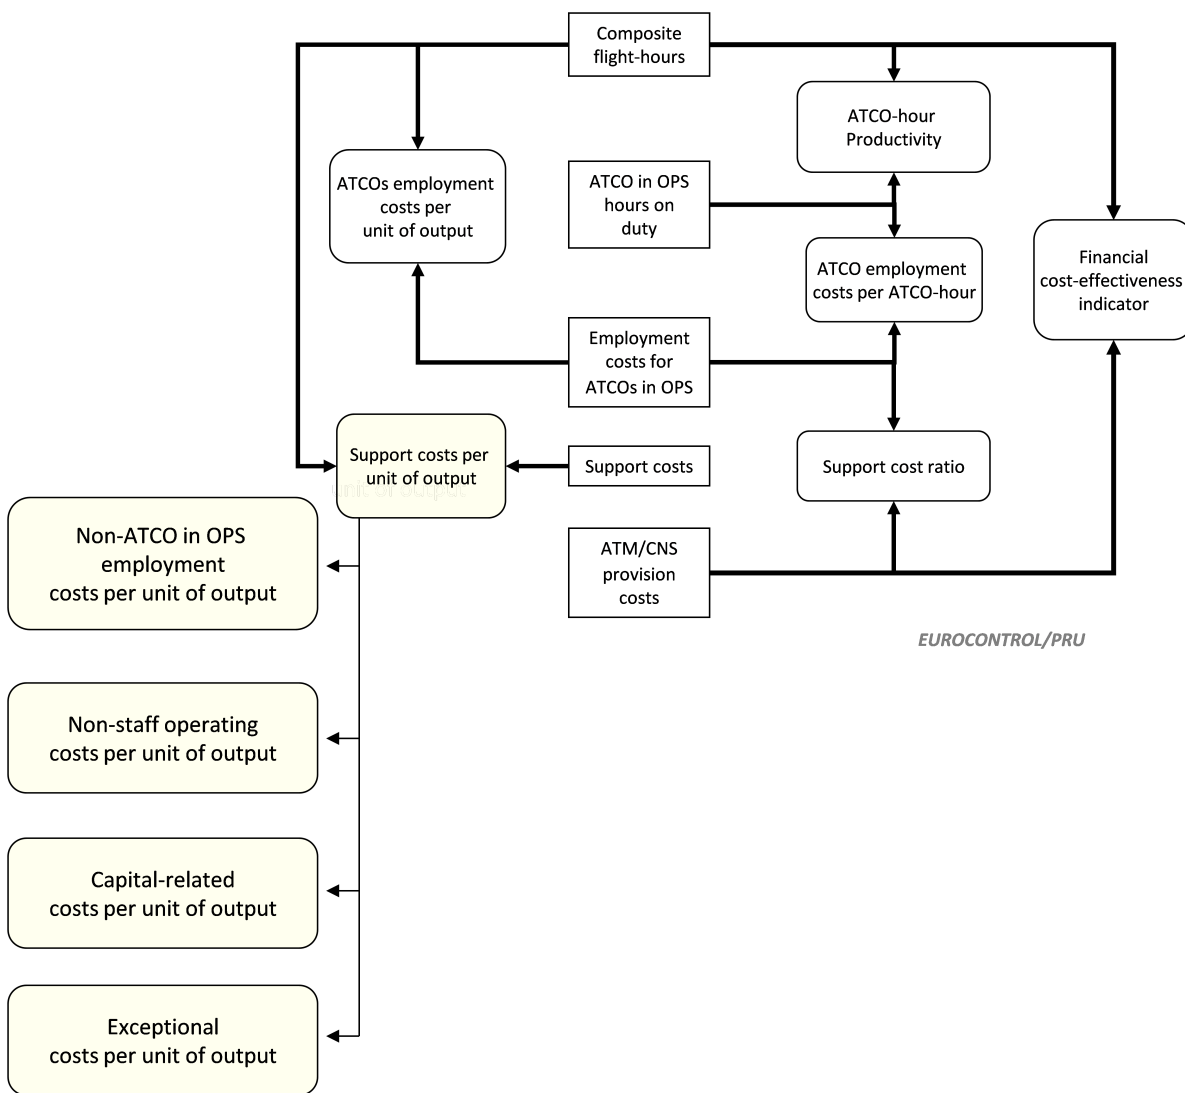 Composite
flight-hours
ATCO-hour
Productivity
ATCOs employment
costs per
unit of output
ATCO in OPS
hours on
duty
ATCO employment
costs per ATCO-hour
Financial
cost-effectiveness
indicator
Employment
costs for
ATCOs in OPS
Support costs per
unit of output
unit of output
Support costs
Support cost ratio
Non-ATCO in OPS
employment
costs per unit of output
ATM/CNS
provision
costs
EUROCONTROL/PRU
Non-staff operating
costs per unit of output
Capital-related
costs per unit of output
Exceptional
costs per unit of output